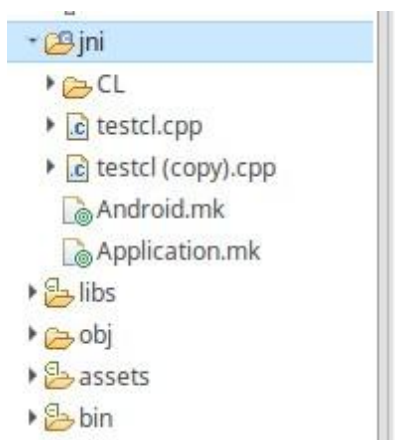 jni
CL
testcl.cpp
testcl (copy).cpp
Android.mk
Application.mk
libs
obj
assets
bin